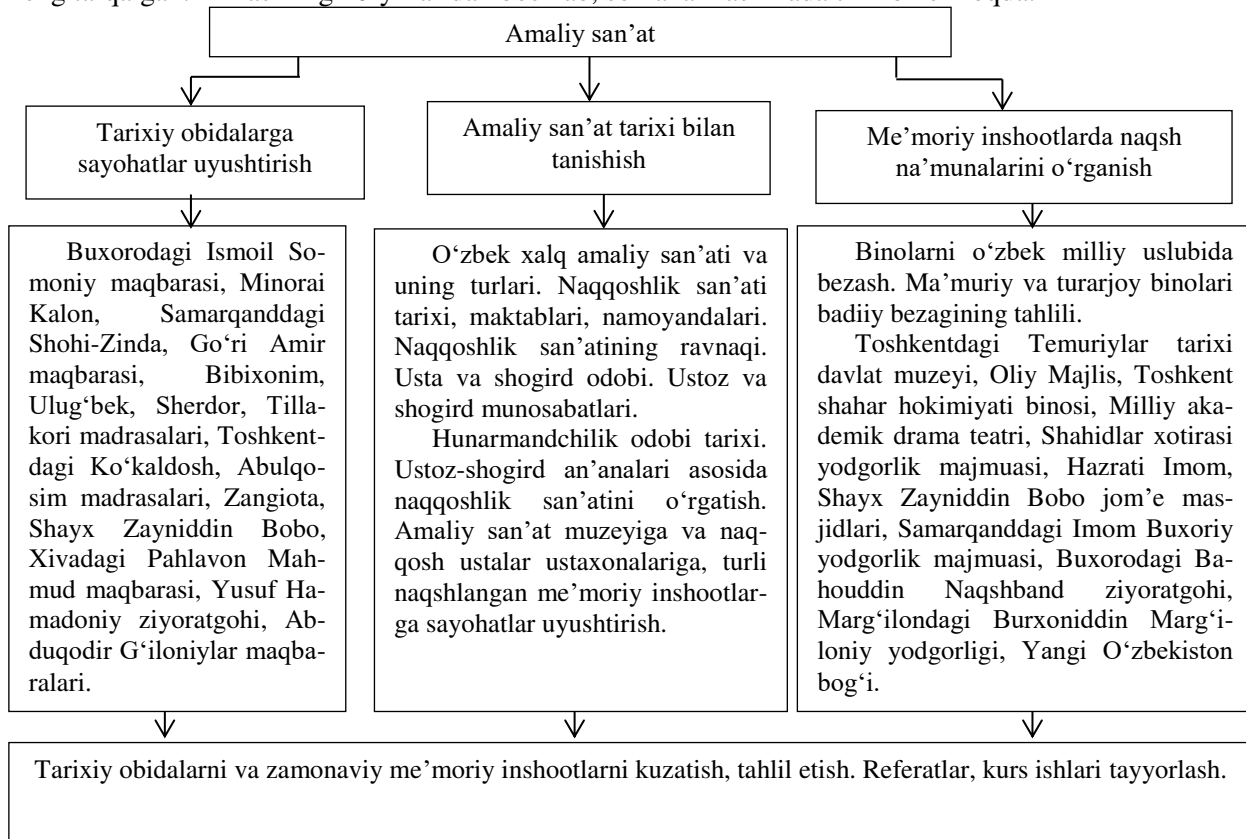 Amaliy san’at
Tarixiy obidalarga
sayohatlar uyushtirish
Amaliy san’at tarixi bilan
tanishish
Me’moriy inshootlarda naqsh
na’munalarini o‘rganish
Buxorodagi Ismoil So-
moniy maqbarasi, Minorai
Kalon, Samarqanddagi
Shohi-Zinda, Go‘ri Amir
maqbarasi, Bibixonim,
Ulug‘bek, Sherdor, Tilla-
kori madrasalari, Toshkent-
dagi Ko‘kaldosh, Abulqo-
sim madrasalari, Zangiota,
Shayx Zayniddin Bobo,
Xivadagi Pahlavon Mah-
mud maqbarasi, Yusuf Ha-
madoniy ziyoratgohi, Ab-
duqodir G‘iloniylar maqba-
ralari.
O‘zbek xalq amaliy san’ati va
uning turlari. Naqqoshlik san’ati
tarixi, maktablari, namoyandalari.
Naqqoshlik san’atining ravnaqi.
Usta va shogird odobi. Ustoz va
shogird munosabatlari.
Hunarmandchilik odobi tarixi.
Ustoz-shogird an’analari asosida
naqqoshlik san’atini o‘rgatish.
Amaliy san’at muzeyiga va naq-
qosh ustalar ustaxonalariga, turli
naqshlangan me’moriy inshootlar-
ga sayohatlar uyushtirish.
Binolarni o‘zbek milliy uslubida
bezash. Ma’muriy va turarjoy binolari
badiiy bezagining tahlili.
Toshkentdagi Temuriylar tarixi
davlat muzeyi, Oliy Majlis, Toshkent
shahar hokimiyati binosi, Milliy aka-
demik drama teatri, Shahidlar xotirasi
yodgorlik majmuasi, Hazrati Imom,
Shayx Zayniddin Bobo jom’e mas-
jidlari, Samarqanddagi Imom Buxoriy
yodgorlik majmuasi, Buxorodagi Ba-
houddin Naqshband ziyoratgohi,
Marg‘ilondagi Burxoniddin Marg‘i-
loniy yodgorligi, Yangi O‘zbekiston
bog‘i.
Tarixiy obidalarni va zamonaviy me’moriy inshootlarni kuzatish, tahlil etish. Referatlar, kurs ishlari tayyorlash.